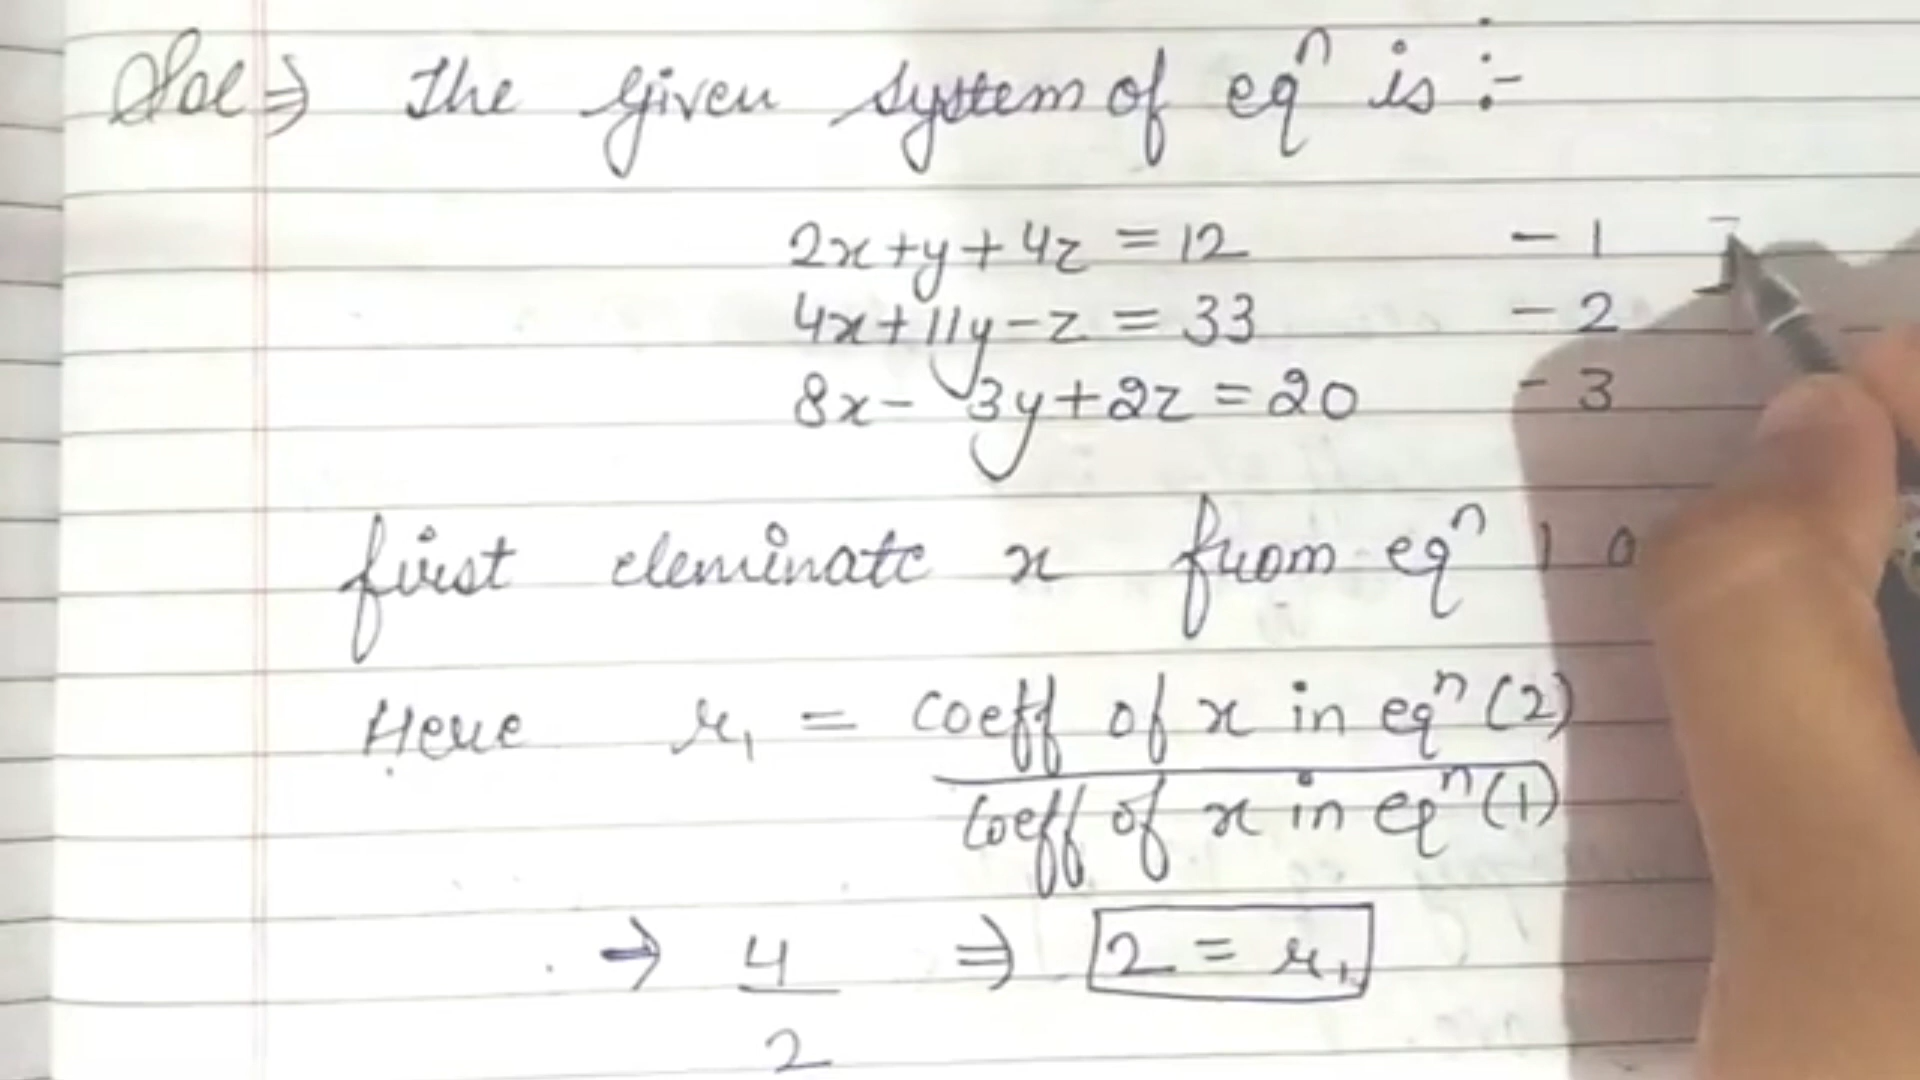 Sol ⇒ The given system of eqⁿ is :-
2x+y+4z = 12 - 1
4x+11y-z = 33 - 2
8x- 3y+2z = 20 - 3
first eleminate x from eqⁿ 1
Here r₁ = coeff of x in eqⁿ (2)
coeff of x in eqⁿ (1)
→ 4 ⇒ 2 = r₁
2